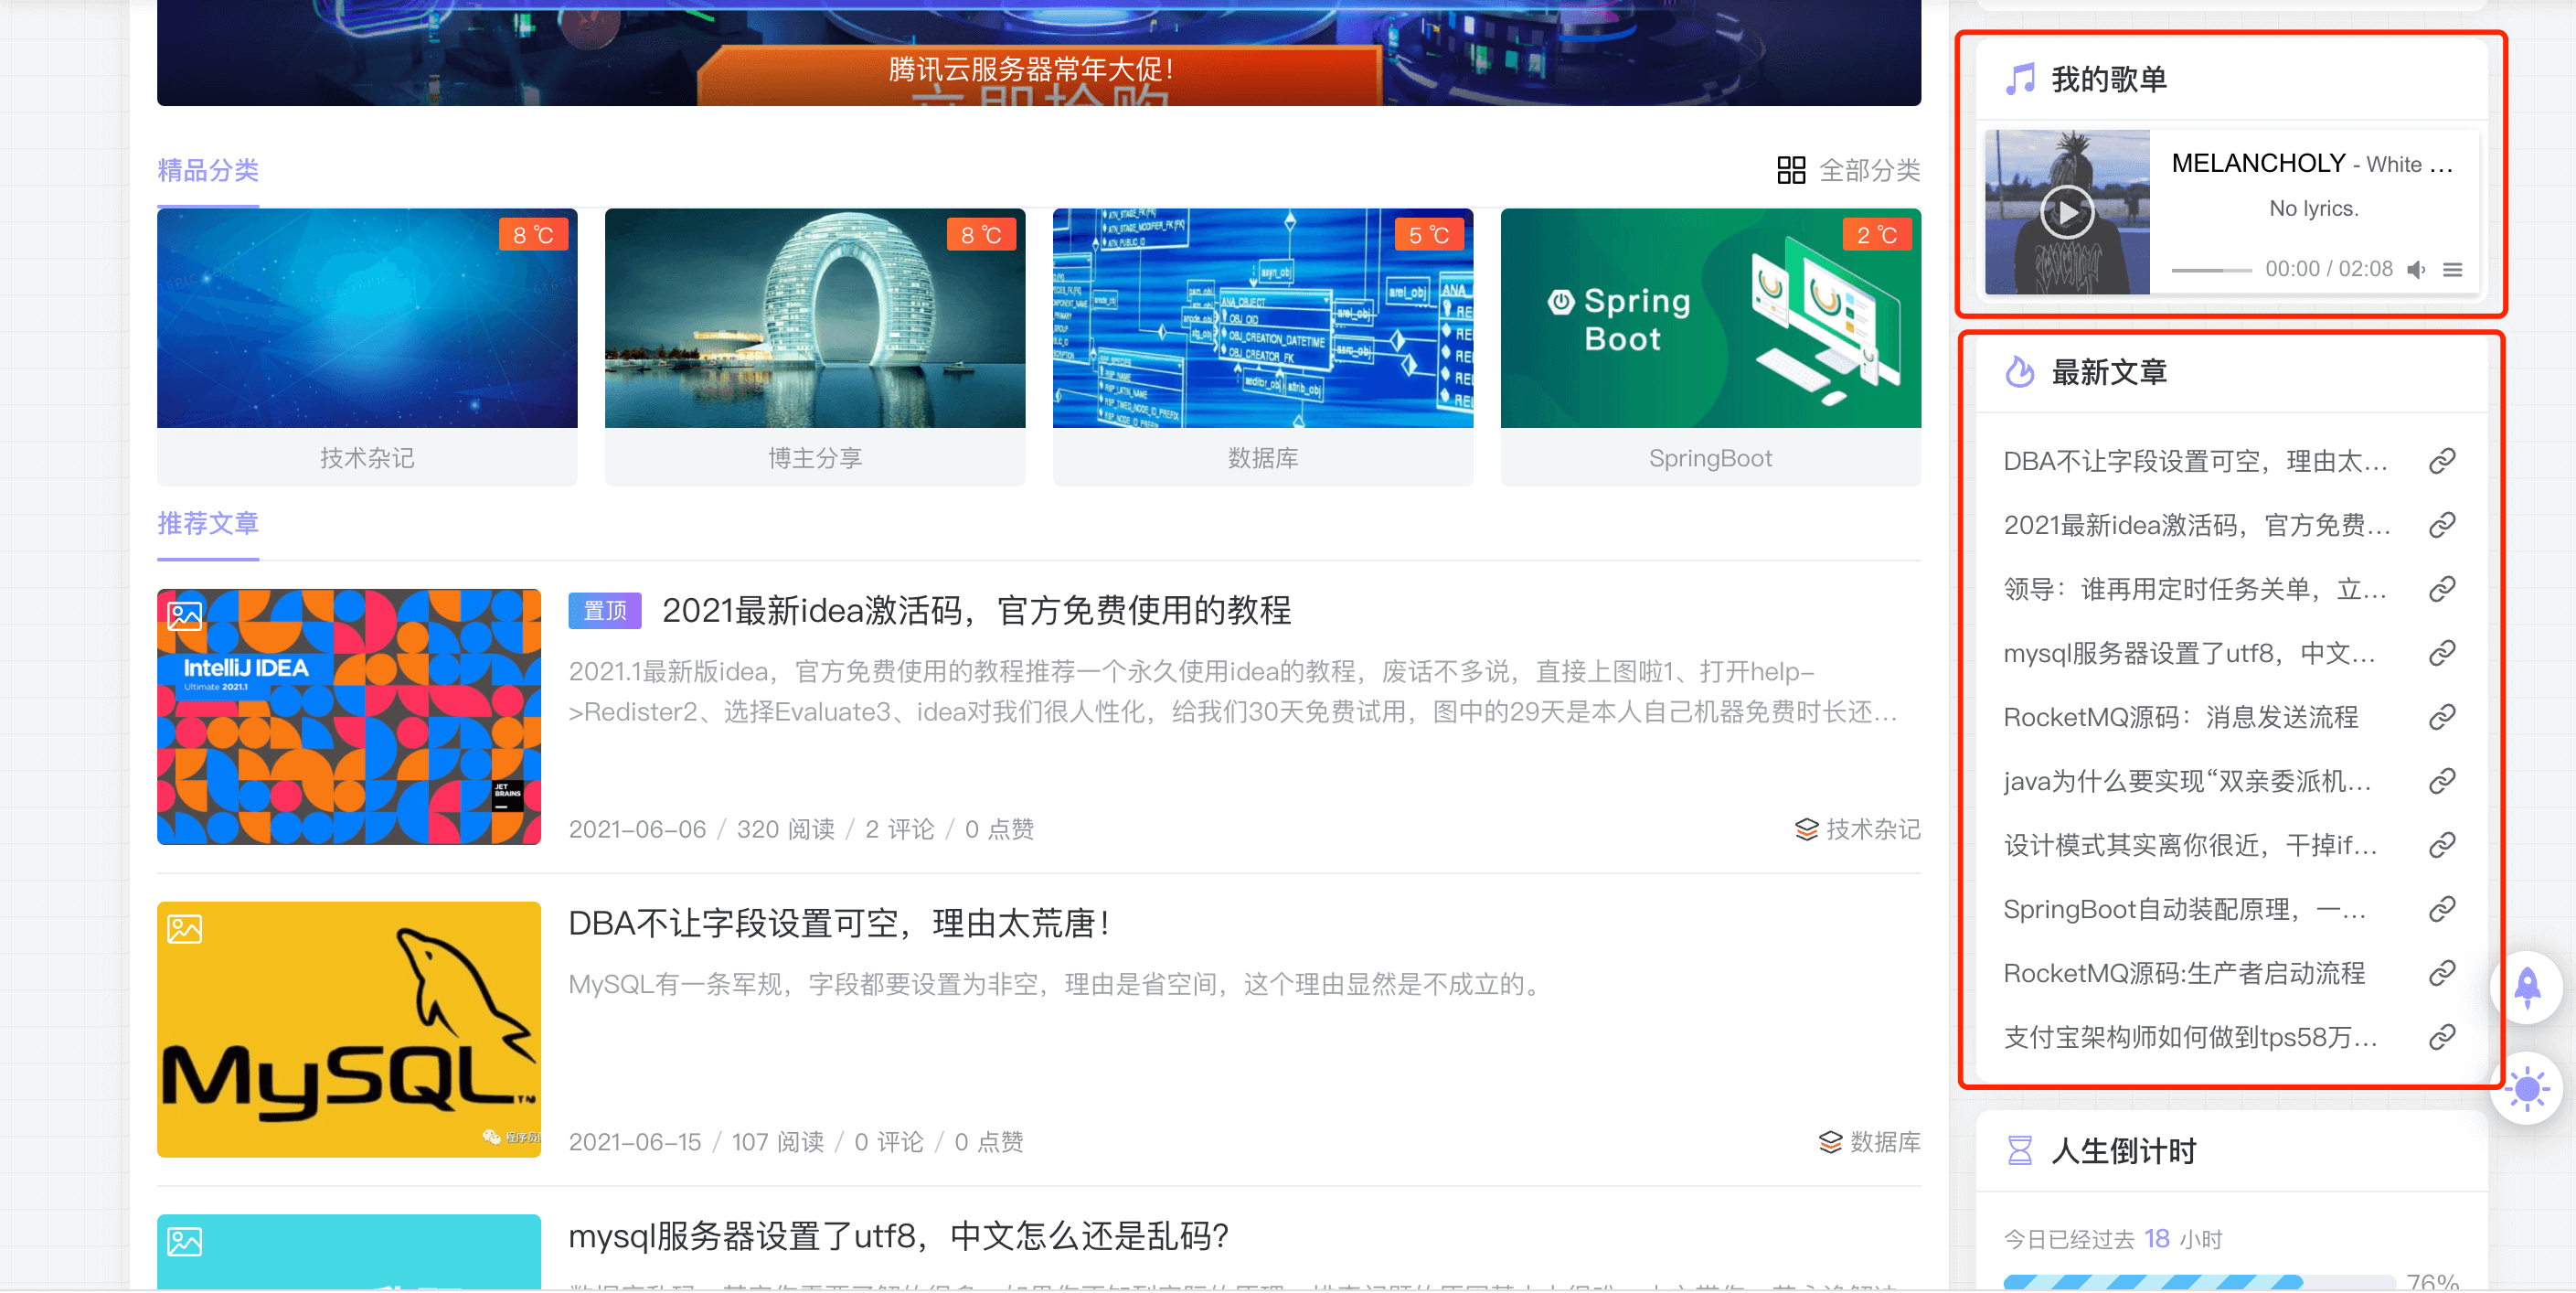 腾讯云服务器常年大促！
立即抢购
精品分类
全部分类
8 ℃
8 ℃
5 ℃
2 ℃
Spring
Boot
技术杂记
博主分享
数据库
SpringBoot
推荐文章
IntelliJ IDEA
Ultimate 2021.1
JET
BRAINS
置顶 2021最新idea激活码，官方免费使用的教程
2021.1最新版idea，官方免费使用的教程推荐一个永久使用idea的教程，废话不多说，直接上图啦1、打开help-
>Redister2、选择Evaluate3、idea对我们很人性化，给我们30天免费试用，图中的29天是本人自己机器免费时长还...
2021-06-06 / 320 阅读 / 2 评论 / 0 点赞
技术杂记
MySQL™
DBA不让字段设置可空，理由太荒唐！
MySQL有一条军规，字段都要设置为非空，理由是省空间，这个理由显然是不成立的。
2021-06-15 / 107 阅读 / 0 评论 / 0 点赞
数据库
mysql服务器设置了utf8，中文怎么还是乱码？
我的歌单
MELANCHOLY - White ...
No lyrics.
00:00 / 02:08
最新文章
DBA不让字段设置可空，理由太...
2021最新idea激活码，官方免费...
领导：谁再用定时任务关单，立...
mysql服务器设置了utf8，中文...
RocketMQ源码：消息发送流程
java为什么要实现“双亲委派机...
设计模式其实离你很近，干掉if...
SpringBoot自动装配原理，一...
RocketMQ源码:生产者启动流程
支付宝架构师如何做到tps58万...
人生倒计时
今日已经过去 18 小时
76%